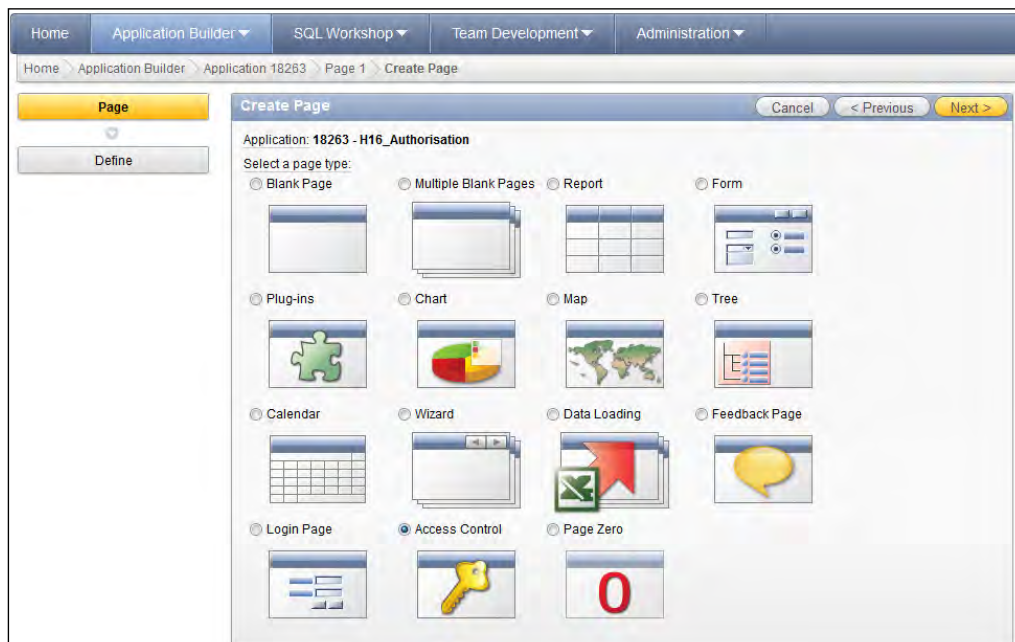 Home Application Builder SQL Workshop Team Development Administration
Home Application Builder Application 18263 Page 1 Create Page
Page
Define
Create Page
Cancel < Previous Next >
Application: 18263 - H16_Authorisation
Select a page type:
Blank Page Multiple Blank Pages Report Form
Plug-ins Chart Map Tree
Calendar Wizard Data Loading Feedback Page
Login Page Access Control Page Zero
0